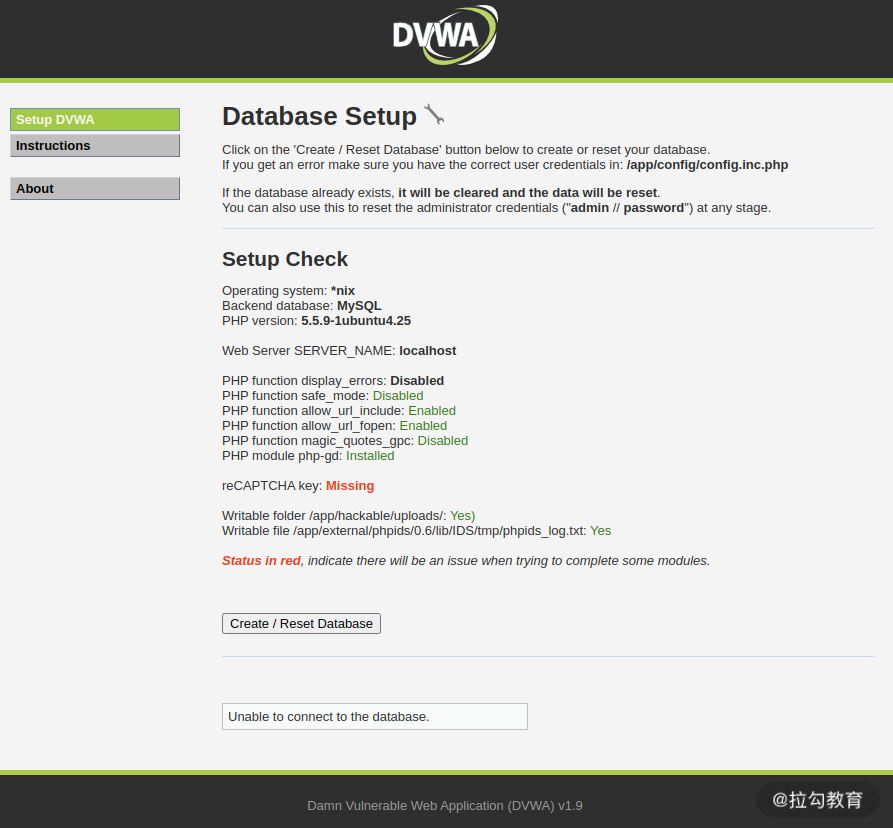 DVWA
Setup DVWA
Instructions
About
Database Setup
Click on the 'Create / Reset Database' button below to create or reset your database.
If you get an error make sure you have the correct user credentials in: /app/config/config.inc.php
If the database already exists, it will be cleared and the data will be reset.
You can also use this to reset the administrator credentials ("admin // password") at any stage.
Setup Check
Operating system: *nix
Backend database: MySQL
PHP version: 5.5.9-1ubuntu4.25
Web Server SERVER_NAME: localhost
PHP function display_errors: Disabled
PHP function safe_mode: Disabled
PHP function allow_url_include: Enabled
PHP function allow_url_fopen: Enabled
PHP function magic_quotes_gpc: Disabled
PHP module php-gd: Installed
reCAPTCHA key: Missing
Writable folder /app/hackable/uploads/: Yes)
Writable file /app/external/phpids/0.6/lib/IDS/tmp/phpids_log.txt: Yes
Status in red, indicate there will be an issue when trying to complete some modules.
Create / Reset Database
Unable to connect to the database.
Damn Vulnerable Web Application (DVWA) v1.9
@拉勾教育